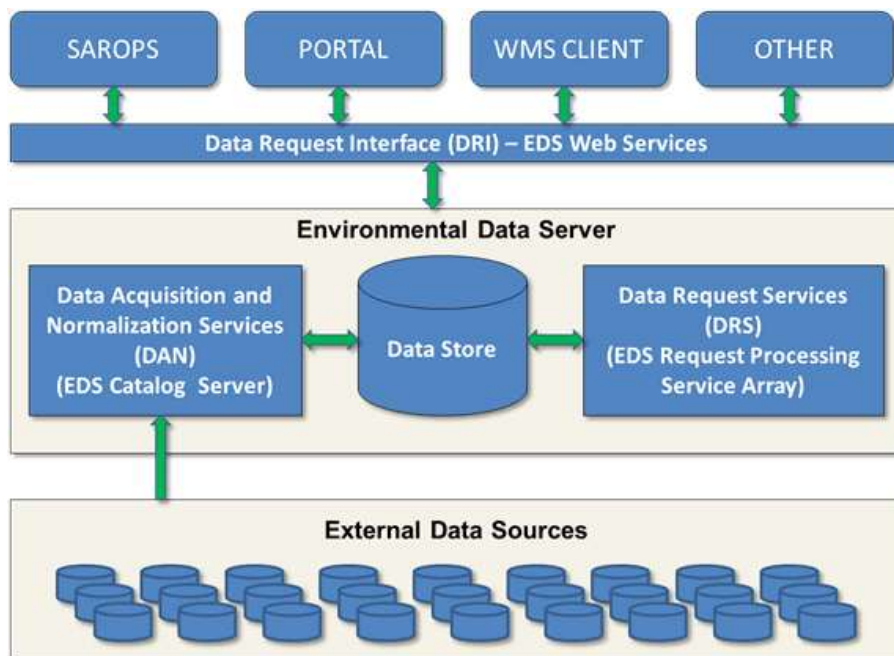 SAROPS
PORTAL
WMS CLIENT
OTHER
Data Request Interface (DRI) – EDS Web Services
Environmental Data Server
Data Acquisition and
Normalization Services
(DAN)
(EDS Catalog Server)
Data Store
Data Request Services
(DRS)
(EDS Request Processing
Service Array)
External Data Sources